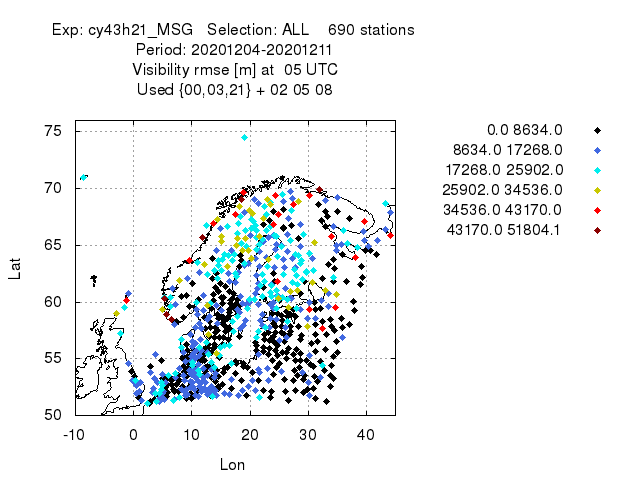 Exp: cy43h21_MSG   Selection: ALL    690 stations
Period: 20201204-20201211
Visibility rmse [m] at  05 UTC
Used {00,03,21} + 02 05 08
0.0 8634.0
8634.0 17268.0
17268.0 25902.0
25902.0 34536.0
34536.0 43170.0
43170.0 51804.1
75
70
65
60
55
50
Lat
-10 0 10 20 30 40
Lon